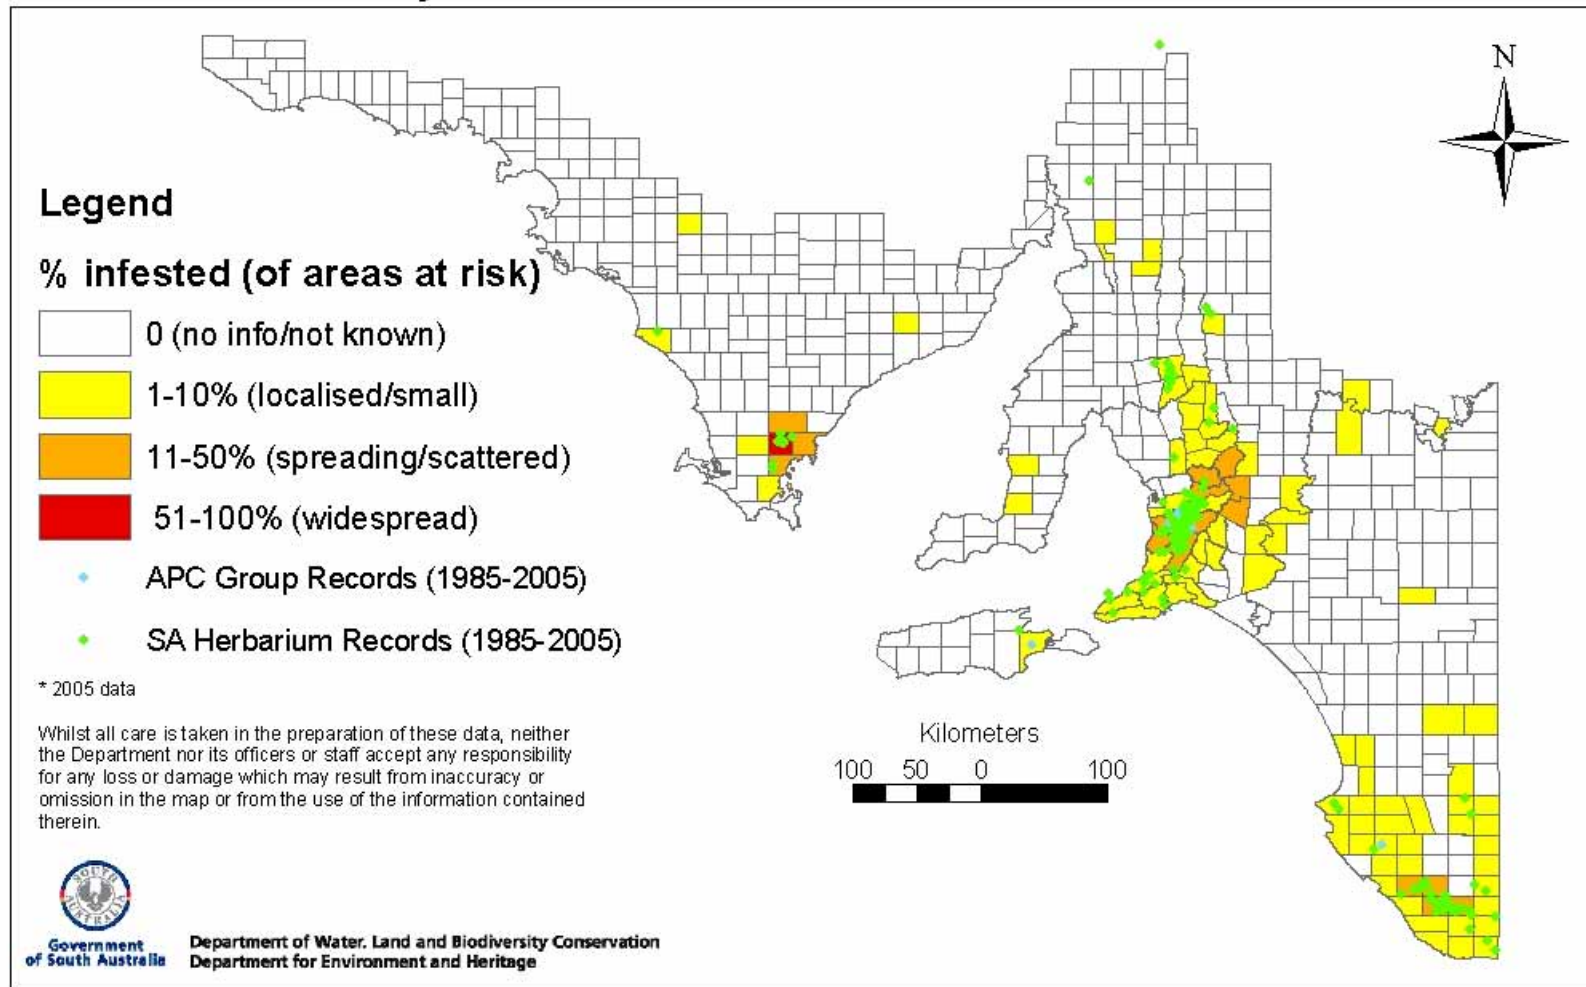 N
Legend
% infested (of areas at risk)
0 (no info/not known)
1-10% (localised/small)
11-50% (spreading/scattered)
51-100% (widespread)
APC Group Records (1985-2005)
SA Herbarium Records (1985-2005)
* 2005 data
Whilst all care is taken in the preparation of these data, neither
the Department nor its officers or staff accept any responsibility
for any loss or damage which may result from inaccuracy or
omission in the map or from the use of the information contained
therein.
Kilometers
100 50 0 100
SOUTH
AUSTRALIA
Government
of South Australia
Department of Water, Land and Biodiversity Conservation
Department for Environment and Heritage